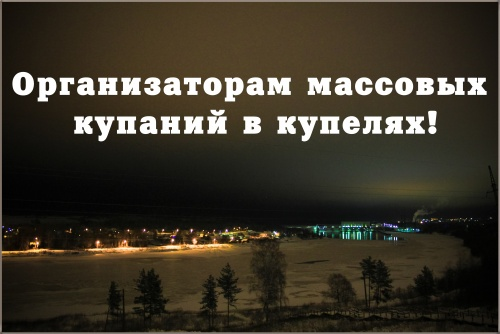 Организаторам массовых
купаний в купелях!